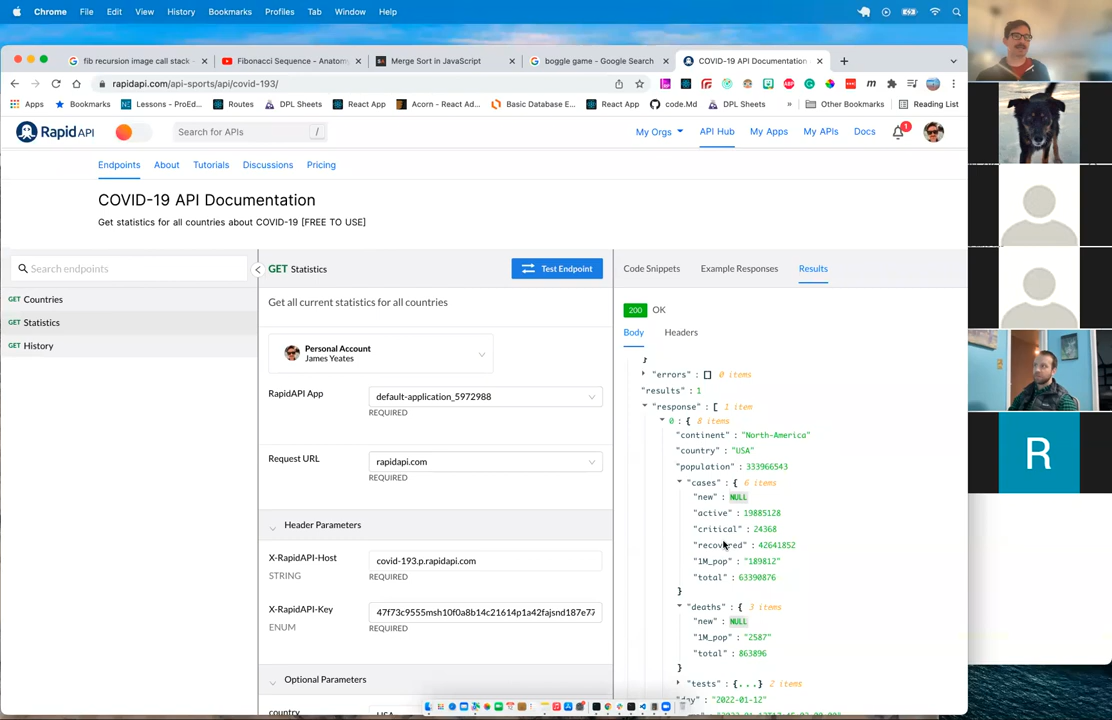 Chrome File Edit View History Bookmarks Profiles Tab Window Help
fib recursion image call stack - Fibonacci Sequence - Anatomy Merge Sort in JavaScript boggle game - Google Search COVID-19 API Documentation
rapidapi.com/api-sports/api/covid-193/
Apps Bookmarks Lessons - ProEd... Routes DPL Sheets React App Acorn - React Ad... Basic Database E... React App code.Md DPL Sheets » Other Bookmarks Reading List
Rapid API Search for APIs / My Orgs API Hub My Apps My APIs Docs 1
Endpoints About Tutorials Discussions Pricing
COVID-19 API Documentation
Get statistics for all countries about COVID-19 [FREE TO USE]
Search endpoints
GET Countries
GET Statistics
GET History
GET Statistics
Test Endpoint
Get all current statistics for all countries
Personal Account
James Yeates
RapidAPI App default-application_5972988
REQUIRED
Request URL rapidapi.com
REQUIRED
Header Parameters
X-RapidAPI-Host covid-193.p.rapidapi.com
STRING REQUIRED
X-RapidAPI-Key
ENUM REQUIRED
Optional Parameters
country USA
Code Snippets Example Responses Results
200 OK
Body Headers
}
"errors" : [] 0 items
"results" : 1
"response" : [ 1 item
0 : { 8 items
"continent" : "North-America"
"country" : "USA"
"population" : 333966543
"cases" : { 6 items
"new" : NULL
"active" : 19885128
"critical" : 24368
"recovered" : 42641852
"1M_pop" : "189812"
"total" : 63390876
}
"deaths" : { 3 items
"new" : NULL
"1M_pop" : "2587"
"total" : 863896
}
"tests" : {...} 2 items
"day" : "2022-01-12"
R